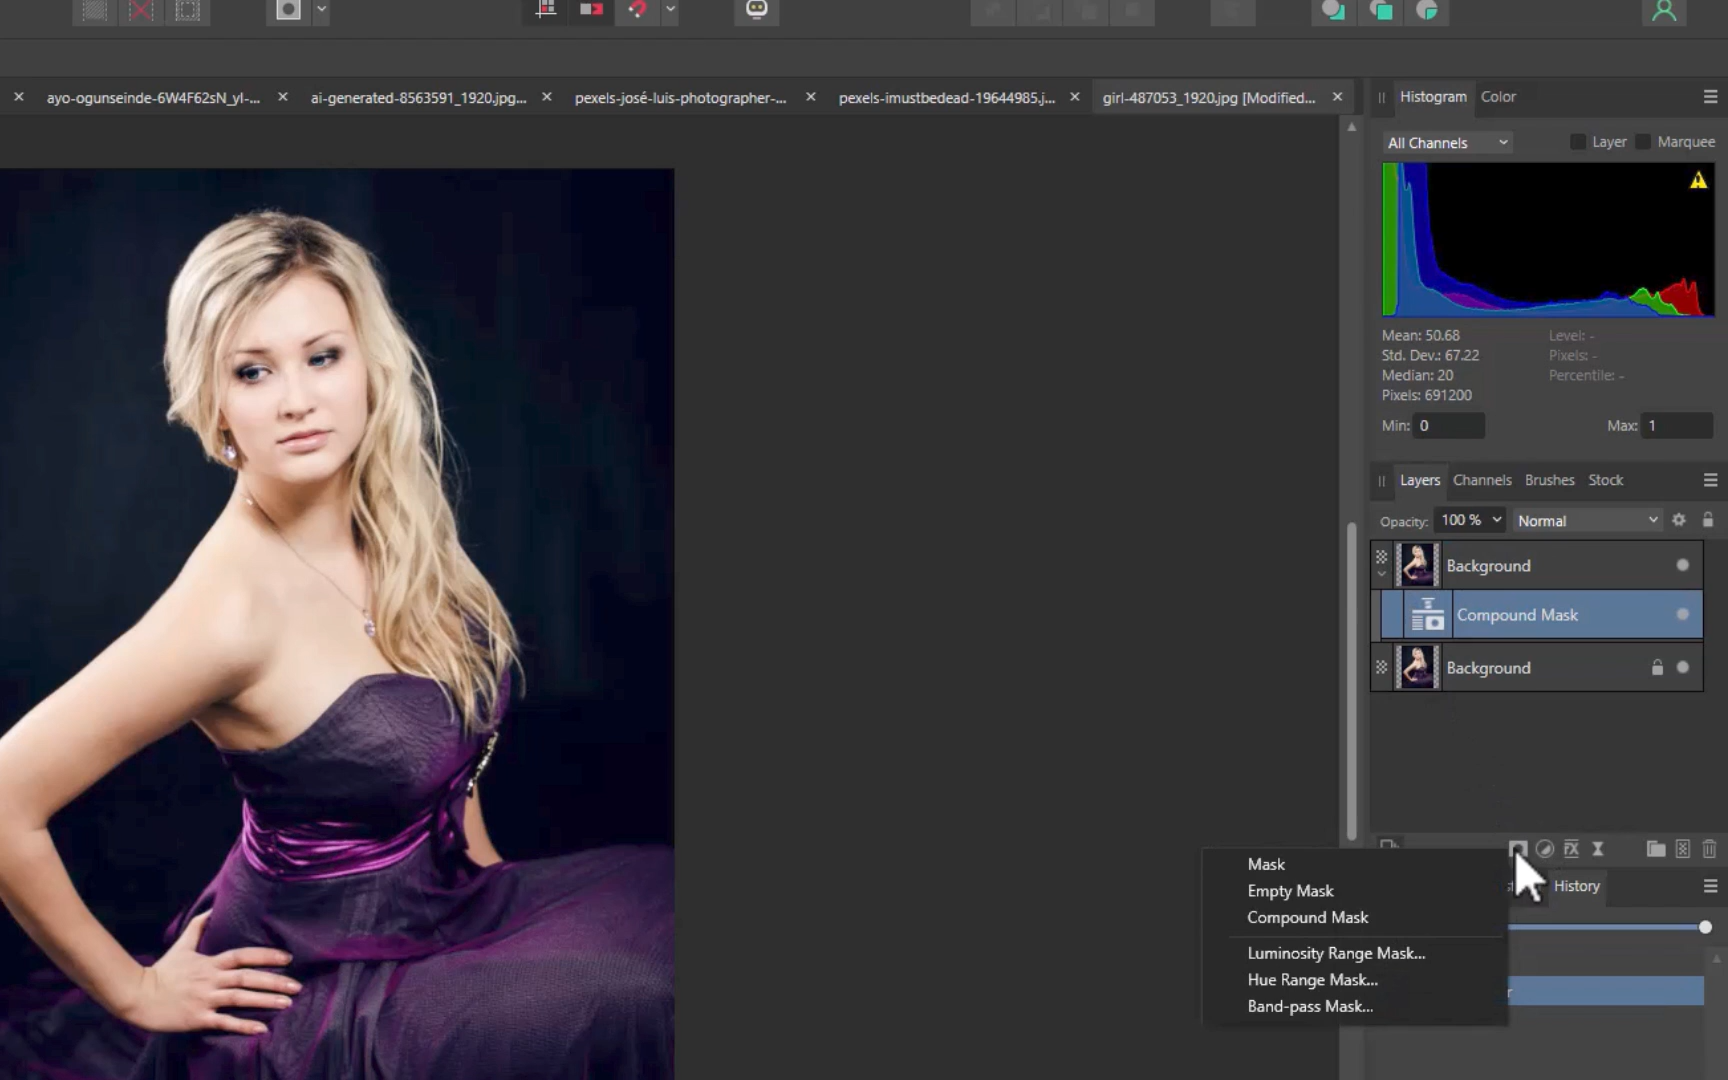 ayo-ogunseinde-6W4F62sN_yI-...
ai-generated-8563591_1920.jpg...
pexels-josé-luis-photographer-...
pexels-imustbedead-19644985.j...
girl-487053_1920.jpg [Modified...
Histogram
Color
All Channels
Layer
Marquee
Mean: 50.68
Level: -
Std. Dev.: 67.22
Pixels: -
Median: 20
Percentile: -
Pixels: 691200
Min: 0
Max: 1
Layers
Channels
Brushes
Stock
Opacity: 100 %
Normal
Background
Compound Mask
Background
FX
History
Mask
Empty Mask
Compound Mask
Luminosity Range Mask...
Hue Range Mask...
Band-pass Mask...